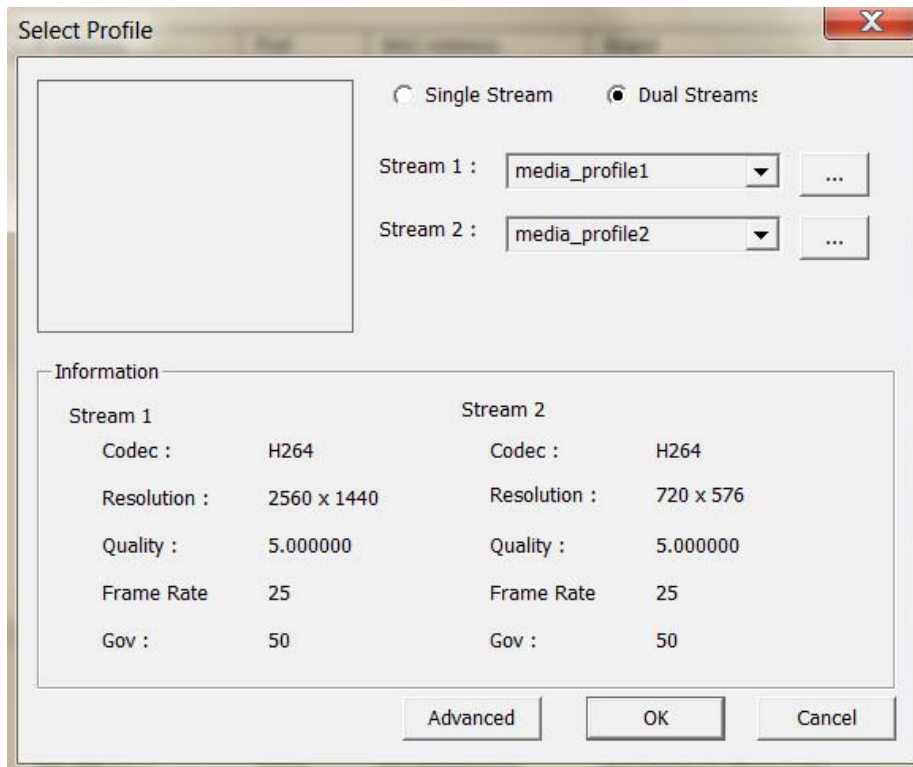 Select Profile
Single Stream
Dual Streams
Stream 1 :
media_profile1
...
Stream 2 :
media_profile2
...
Information
Stream 1
Codec : H264
Resolution : 2560 x 1440
Quality : 5.000000
Frame Rate 25
Gov : 50
Stream 2
Codec : H264
Resolution : 720 x 576
Quality : 5.000000
Frame Rate 25
Gov : 50
Advanced
OK
Cancel